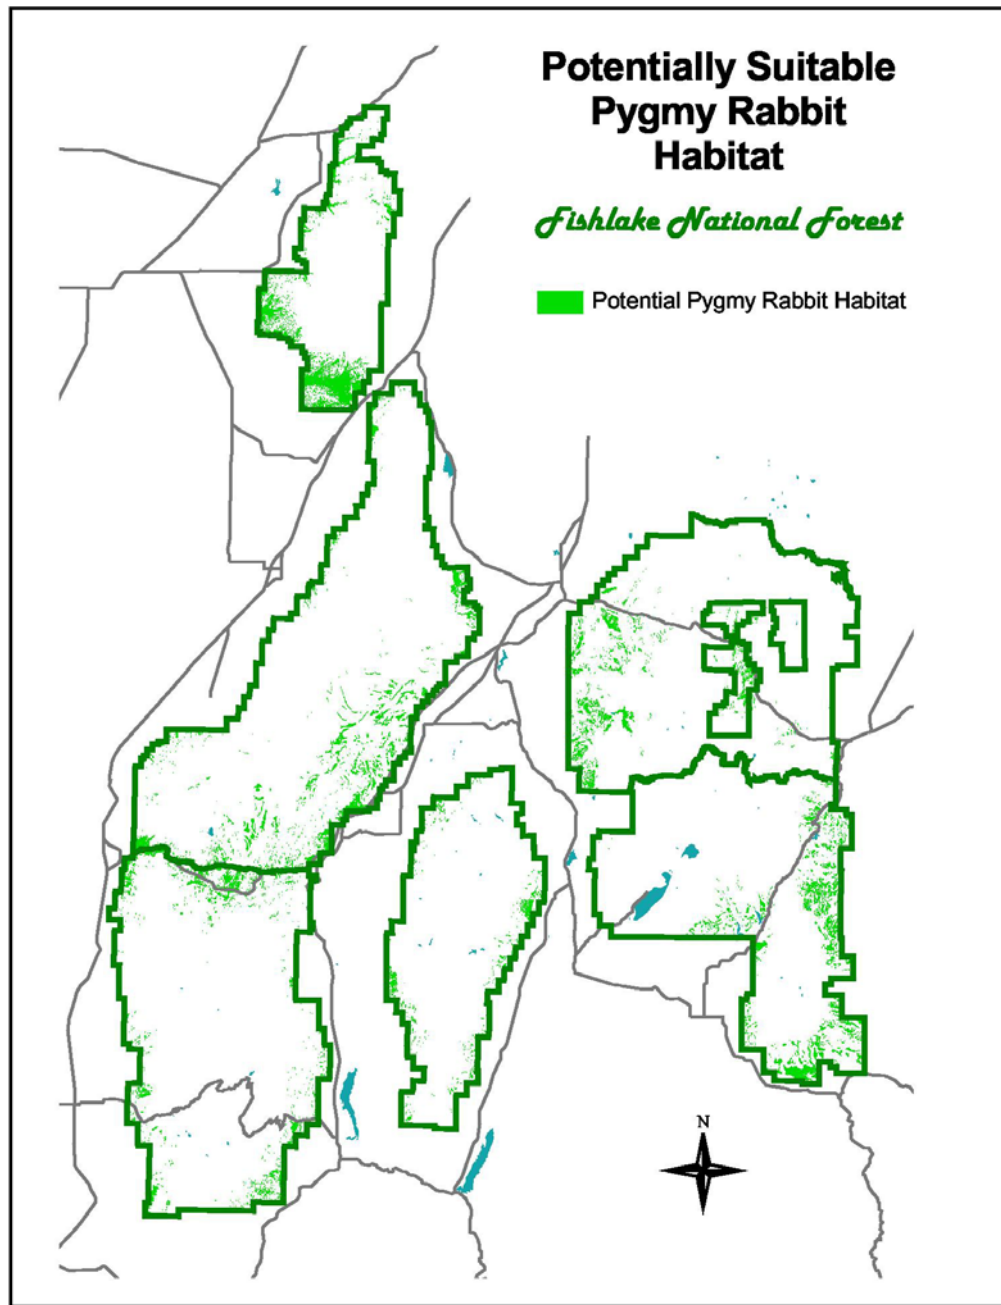 Potentially Suitable
Pygmy Rabbit
Habitat
Fishlake National Forest
Potential Pygmy Rabbit Habitat
N